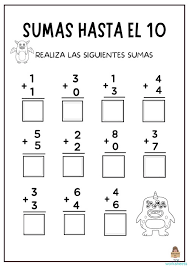 SUMAS HASTA EL 10
REALIZA LAS SIGUIENTES SUMAS
1 3 1 4
+ 1 + 0 + 3 + 4
5 2 8 3
+ 5 + 2 + 0 + 7
3 6 6
+ 3 + 4 + 1